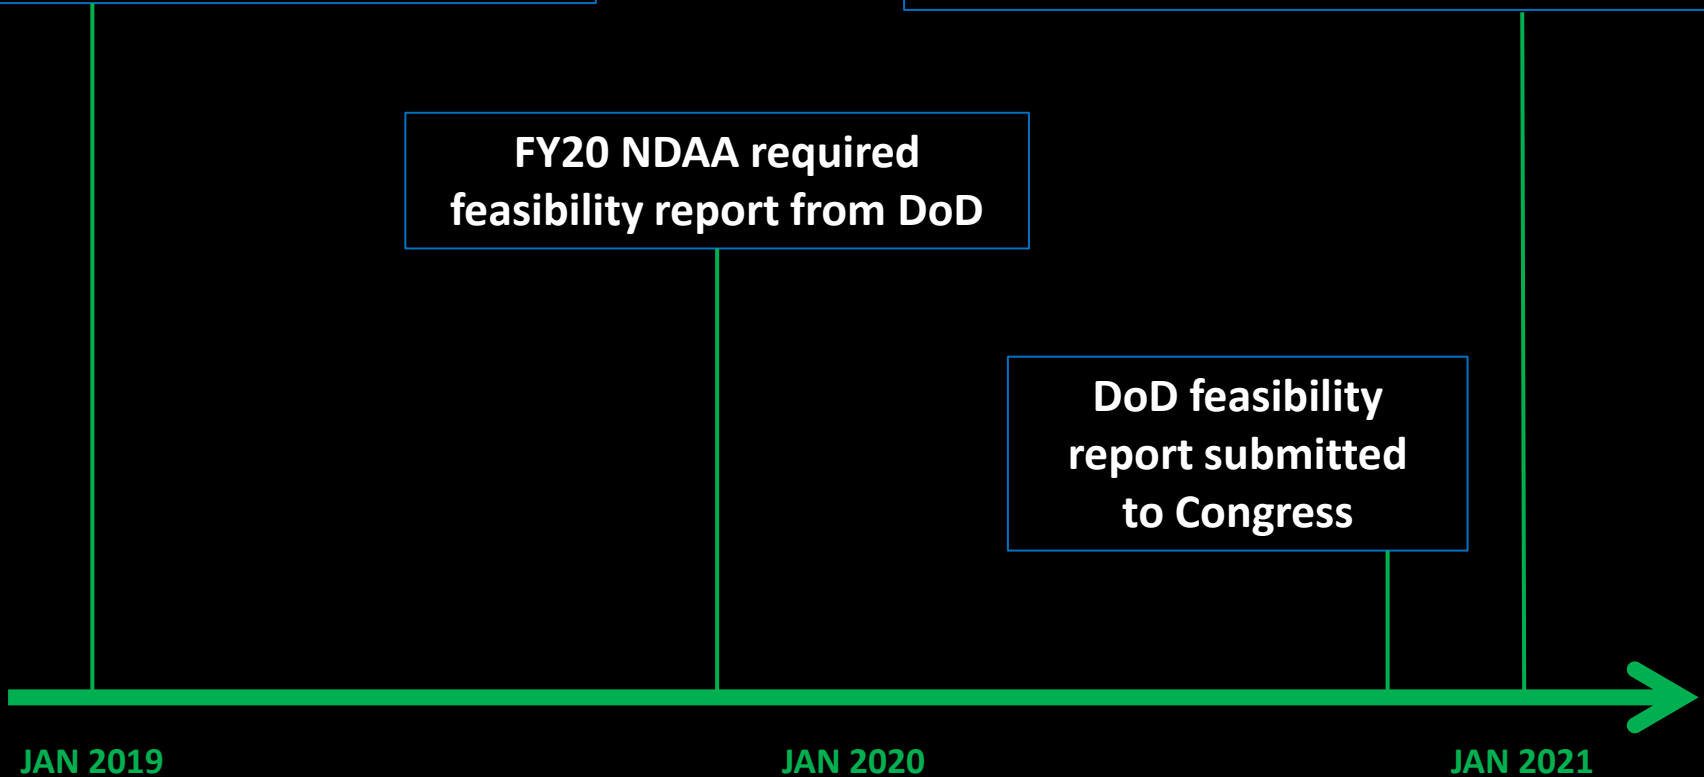 FY20 NDAA required
feasibility report from DoD
DoD feasibility
report submitted
to Congress
JAN 2019
JAN 2020
JAN 2021